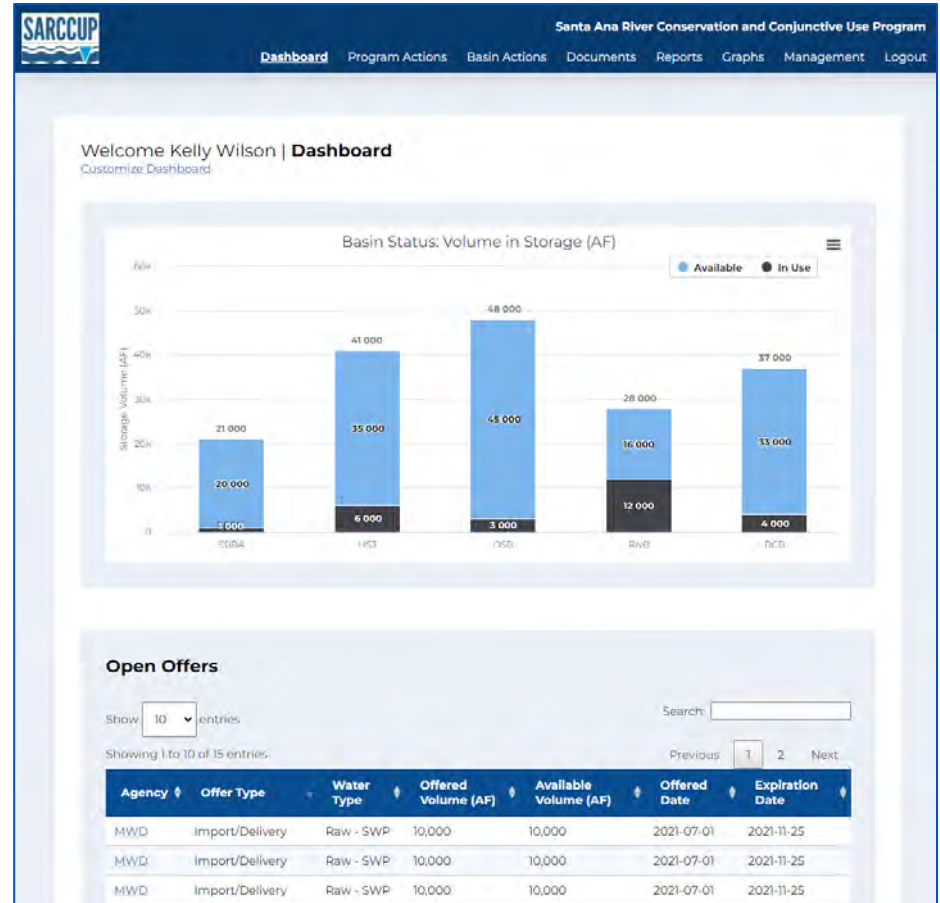 SARCCUP
Santa Ana River Conservation and Conjunctive Use Program
Dashboard Program Actions Basin Actions Documents Reports Graphs Management Logout
Welcome Kelly Wilson | Dashboard
Customize Dashboard
Basin Status: Volume in Storage (AF)
Available In Use
Storage Volume (AF)
60K
50K
40K
30K
20K
10K
0
21 000
20 000
1 000
41 000
35 000
6 000
48 000
45 000
3 000
28 000
16 000
12 000
37 000
33 000
4 000
Open Offers
Show 10 entries
Search:
Showing 1 to 10 of 15 entries
Previous 1 2 Next
Agency Offer Type Water Type Offered Volume (AF) Available Volume (AF) Offered Date Expiration Date
MWD Import/Delivery Raw - SWP 10,000 10,000 2021-07-01 2021-11-25
MWD Import/Delivery Raw - SWP 10,000 10,000 2021-07-01 2021-11-25
MWD Import/Delivery Raw - SWP 10,000 10,000 2021-07-01 2021-11-25